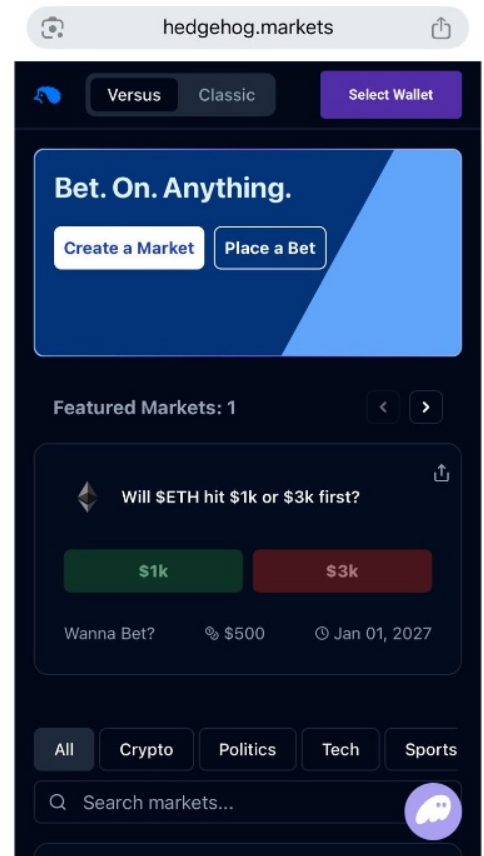 hedgehog.markets
Versus Classic Select Wallet
Bet. On. Anything.
Create a Market Place a Bet
Featured Markets: 1
Will $ETH hit $1k or $3k first?
$1k $3k
Wanna Bet? $500 Jan 01, 2027
All Crypto Politics Tech Sports
Search markets...